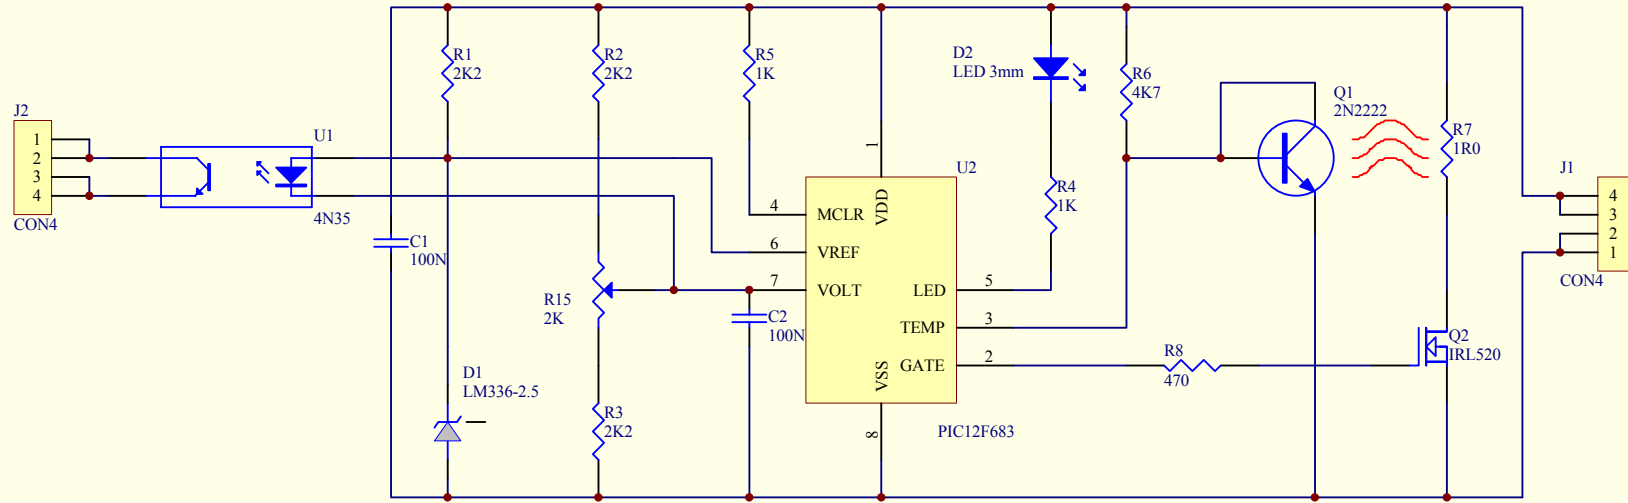 J2
1
2
3
4
CON4
U1
4N35
R1
2K2
C1
100N
D1
LM336-2.5
R2
2K2
R15
2K
R3
2K2
R5
1K
C2
100N
U2
1
VDD
4
MCLR
6
VREF
7
VOLT
LED
5
TEMP
3
GATE
2
VSS
8
PIC12F683
D2
LED 3mm
R4
1K
R6
4K7
R8
470
Q1
2N2222
R7
1R0
Q2
IRL520
J1
4
3
2
1
CON4